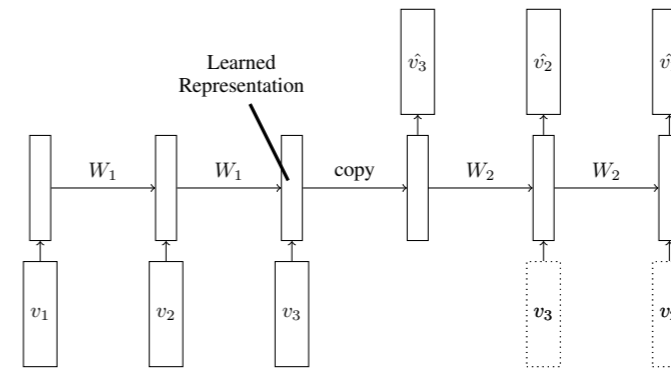 v̂3 v̂2 v̂
Learned
Representation
W1 W1 copy W2 W2
v1 v2 v3 v3 v